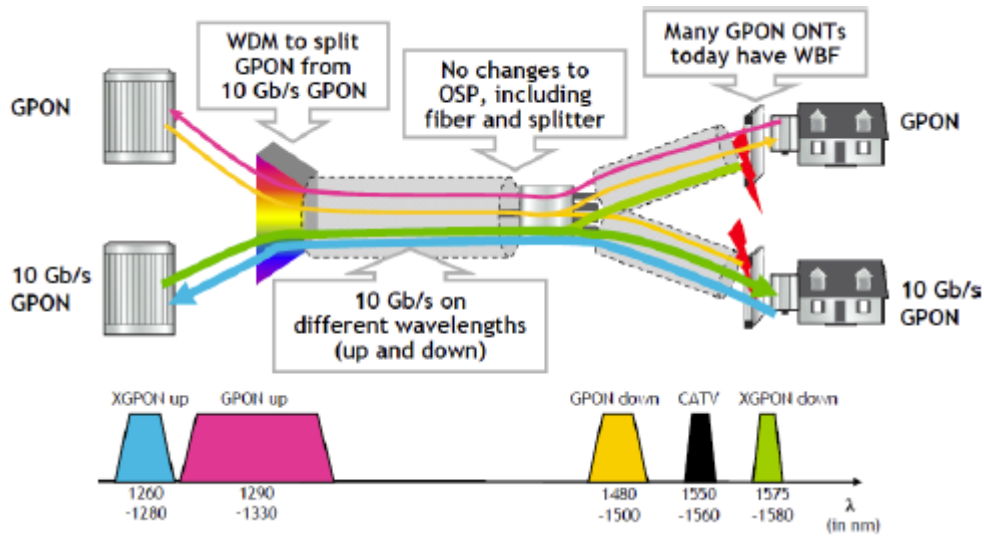 WDM to split
GPON from
10 Gb/s GPON
No changes to
OSP, including
fiber and splitter
Many GPON ONTs
today have WBF
GPON
GPON
10 Gb/s
GPON
10 Gb/s
GPON
10 Gb/s on
different wavelengths
(up and down)
XGPON up
GPON up
GPON down
CATV
XGPON down
1260
-1280
1290
-1330
1480
-1500
1550
-1560
1575
-1580
λ
(in nm)